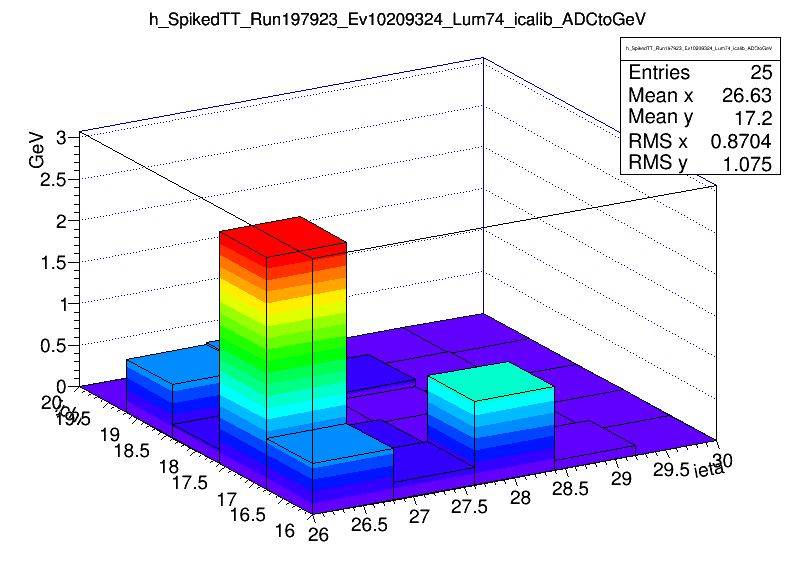 h_SpikedTT_Run197923_Ev10209324_Lum74_icalib_ADCtoGeV
h_SpikedTT_Run197923_Ev10209324_Lum74_icalib_ADCtoGeV
Entries 25
Mean x 26.63
Mean y 17.2
RMS x 0.8704
RMS y 1.075
GeV
3
2.5
2
1.5
1
0.5
0
20
19.5
19
18.5
18
17.5
17
16.5
16
26
26.5
27
27.5
28
28.5
29
29.5
30
ieta